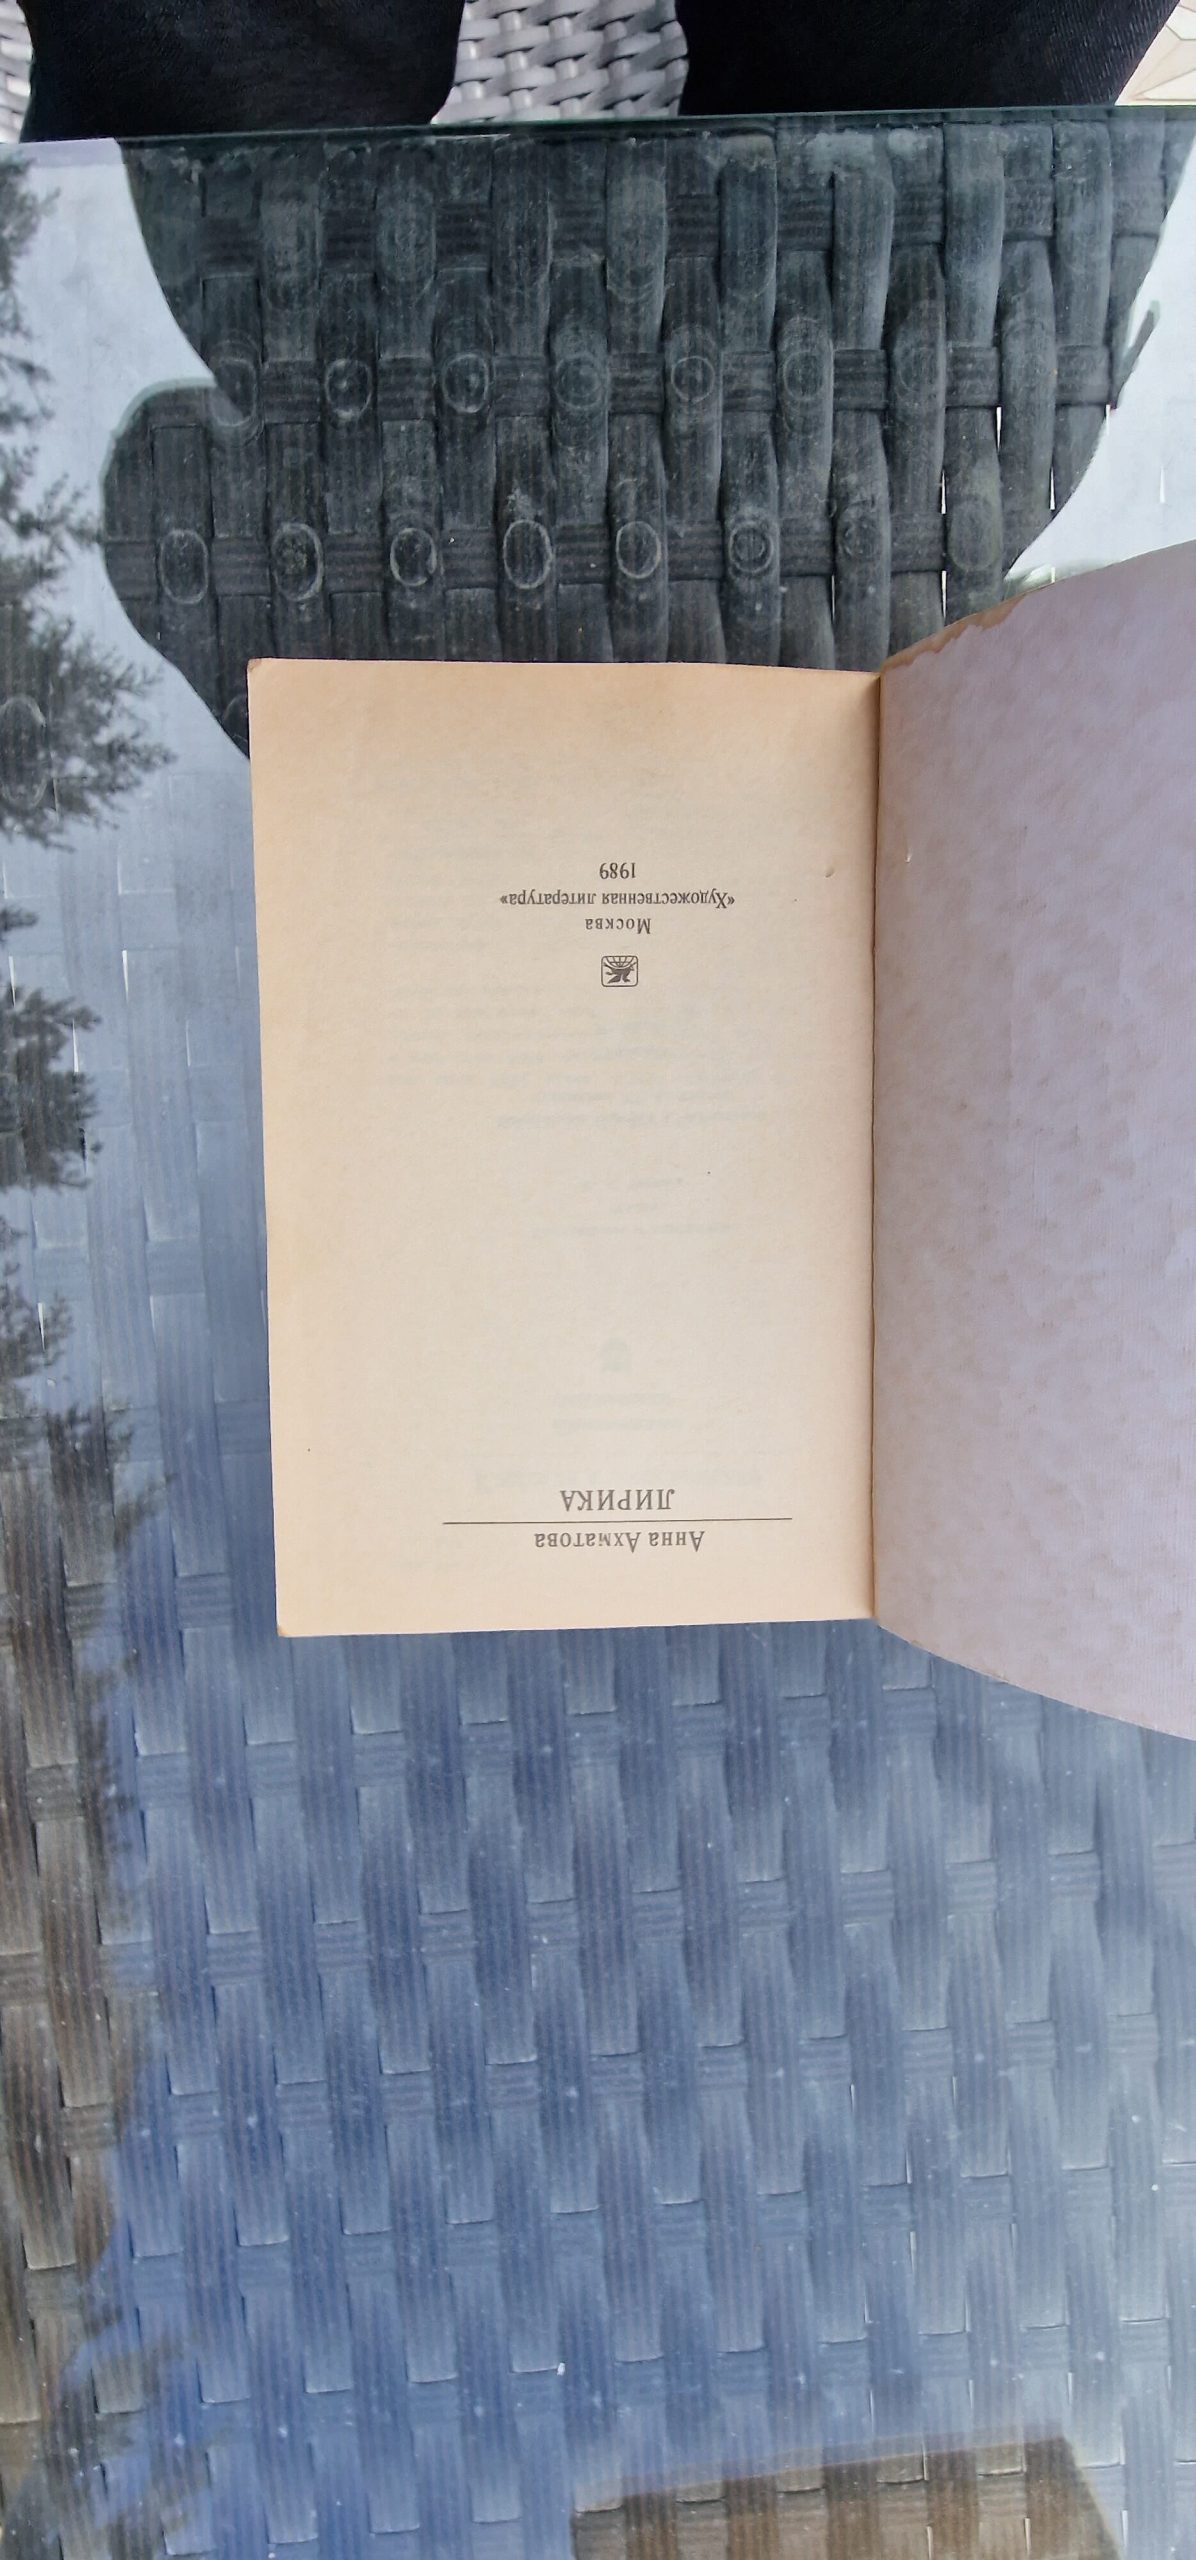 Анна Ахматова
ЛИРИКА
Москва
«Художественная литература»
1989